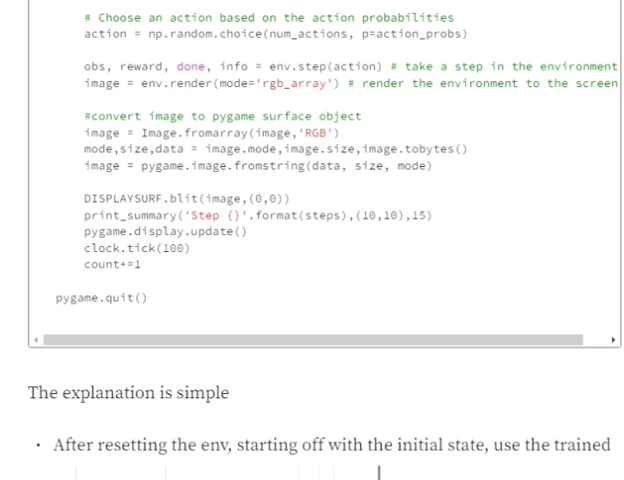 # Choose an action based on the action probabilities
action = np.random.choice(num_actions, p=action_probs)
obs, reward, done, info = env.step(action) # take a step in the environment
image = env.render(mode='rgb_array') # render the environment to the screen
#convert image to pygame surface object
image = Image.fromarray(image,'RGB')
mode,size,data = image.mode,image.size,image.tobytes()
image = pygame.image.fromstring(data, size, mode)
DISPLAYSURF.blit(image,(0,0))
print_summary('Step {}'.format(steps),(10,10),15)
pygame.display.update()
clock.tick(100)
count+=1
pygame.quit()
The explanation is simple
• After resetting the env, starting off with the initial state, use the trained